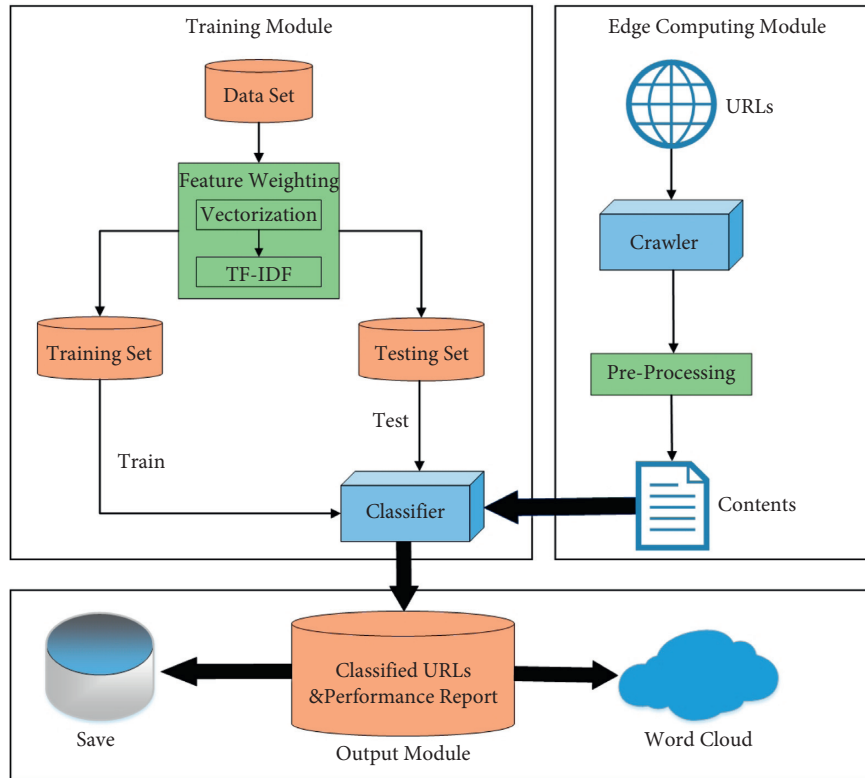 Training Module
Data Set
Feature Weighting
Vectorization
TF-IDF
Training Set
Testing Set
Train
Test
Classifier
Edge Computing Module
URLs
Crawler
Pre-Processing
Contents
Classified URLs
&Performance Report
Save
Output Module
Word Cloud